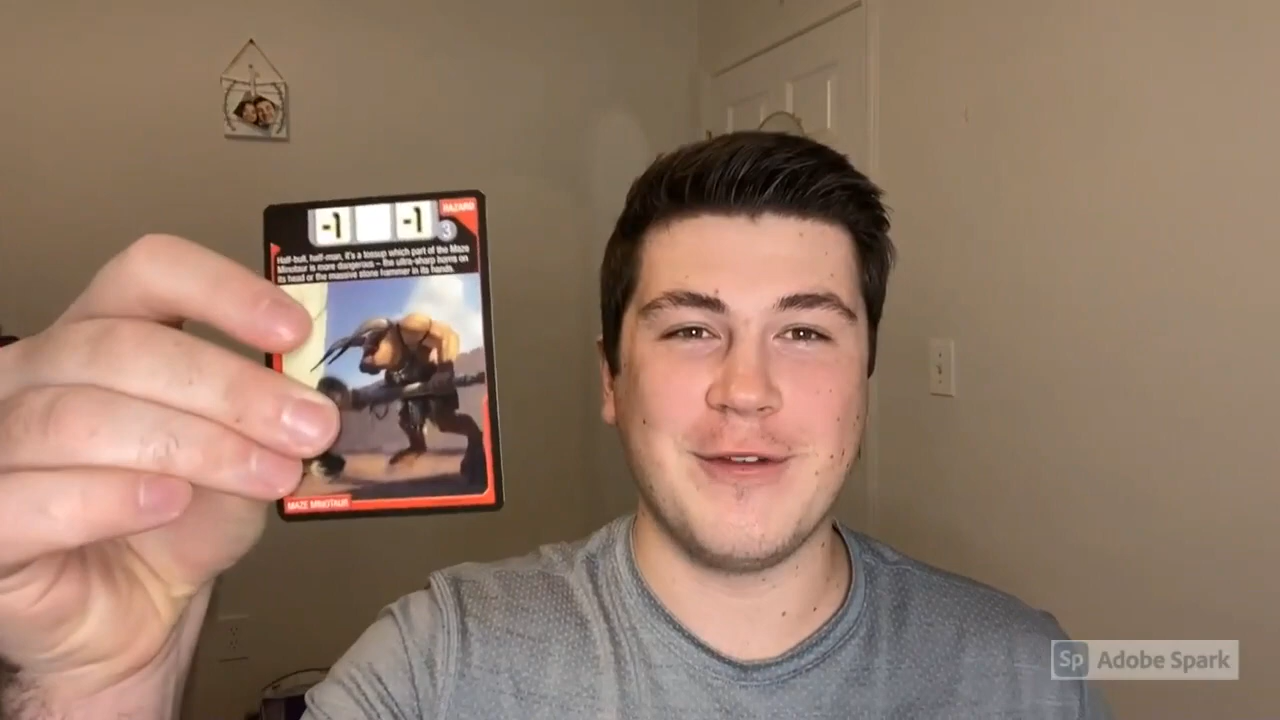 -1 -1 HAZARD
3
Half-bull, half-man, it's a tossup which part of the Maze
Minotaur is more dangerous – the ultra-sharp horns on
its head or the massive stone hammer in its hands.
MAZE MINOTAUR
Sp Adobe Spark